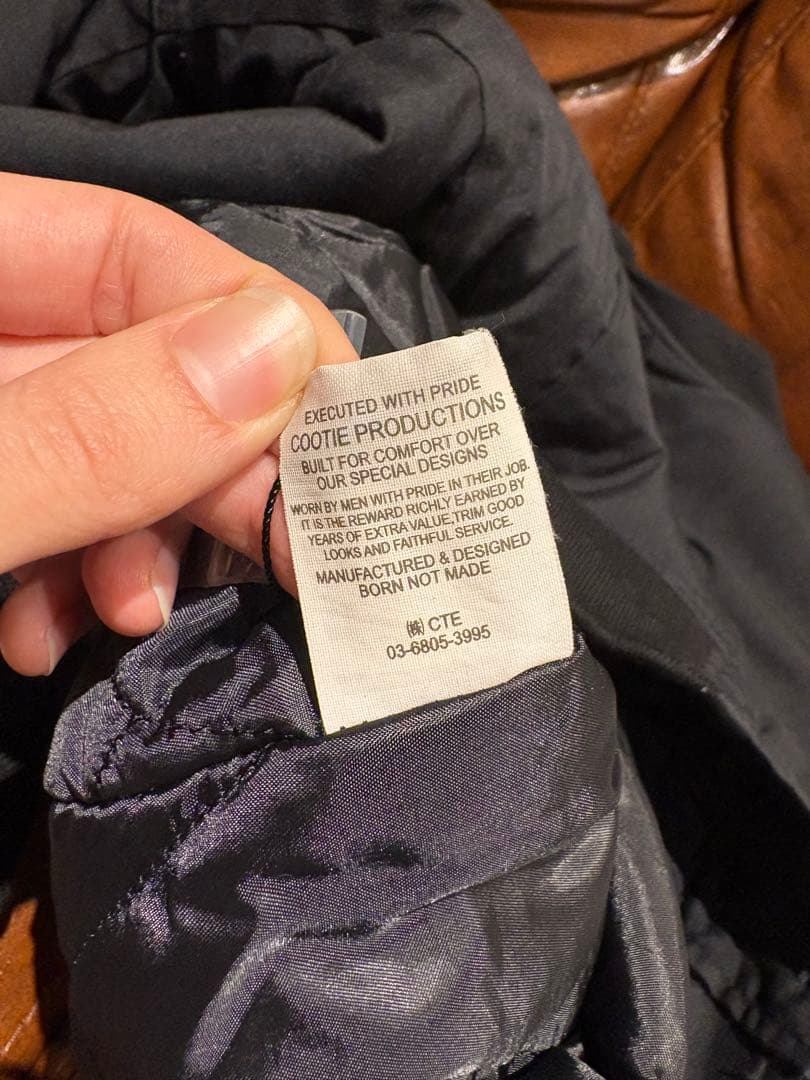 EXECUTED WITH PRIDE
COOTIE PRODUCTIONS
BUILT FOR COMFORT OVER
OUR SPECIAL DESIGNS
WORN BY MEN WITH PRIDE IN THEIR JOB.
IT IS THE REWARD RICHLY EARNED BY
YEARS OF EXTRA VALUE,TRIM GOOD
LOOKS AND FAITHFUL SERVICE.
MANUFACTURED & DESIGNED
BORN NOT MADE
㈱ CTE
03-6805-3995